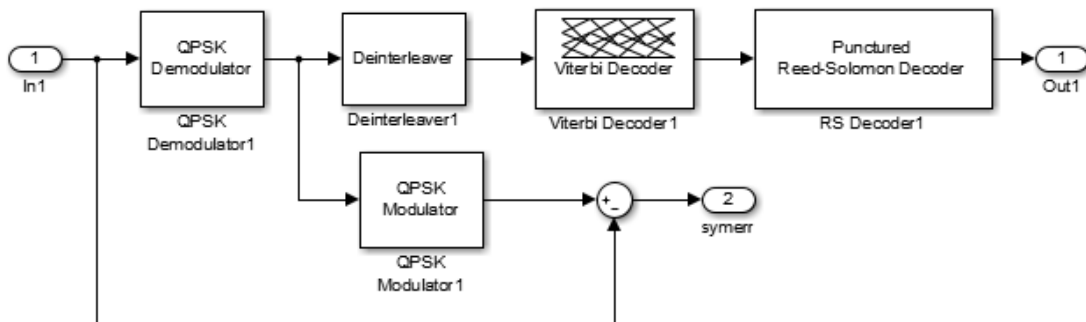 1
In1
QPSK
Demodulator
QPSK
Demodulator1
Deinterleaver
Deinterleaver1
Viterbi Decoder
Viterbi Decoder1
Punctured
Reed-Solomon Decoder
RS Decoder1
1
Out1
QPSK
Modulator
QPSK
Modulator1
+
−
2
symerr